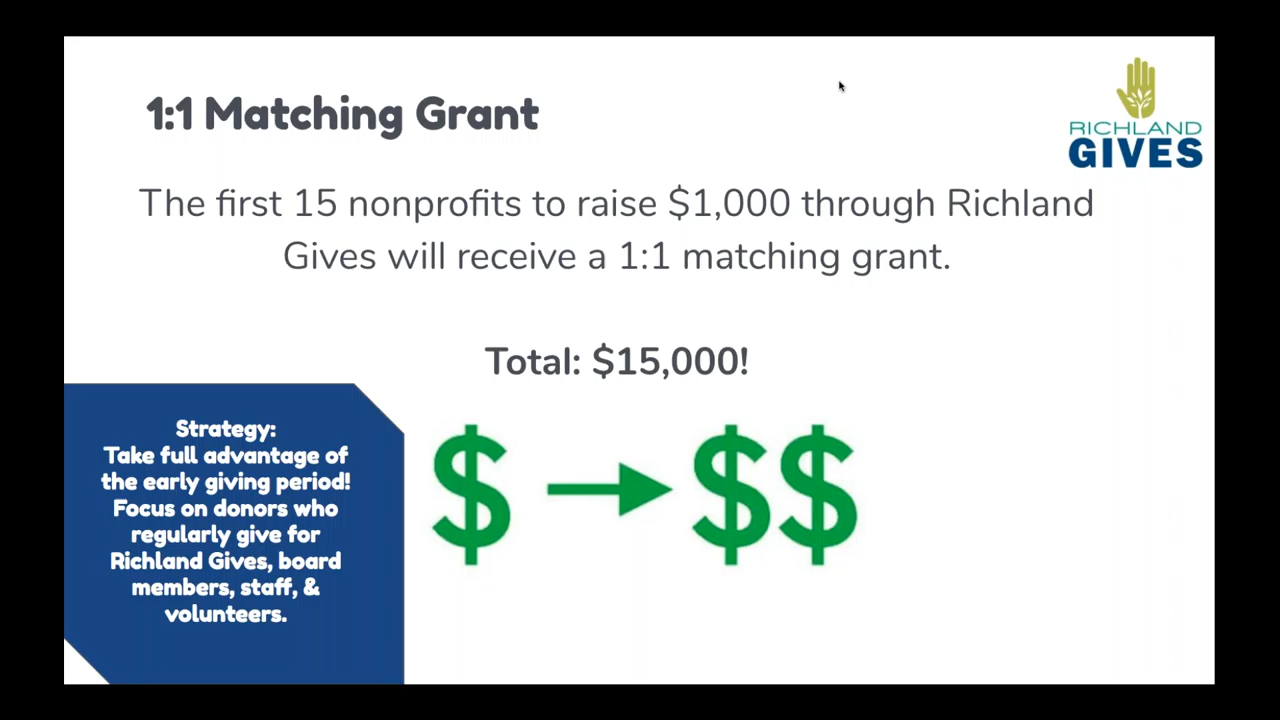 1:1 Matching Grant
RICHLAND
GIVES
The first 15 nonprofits to raise $1,000 through Richland
Gives will receive a 1:1 matching grant.
Total: $15,000!
Strategy:
Take full advantage of
the early giving period!
Focus on donors who
regularly give for
Richland Gives, board
members, staff, &
volunteers.
$ $$